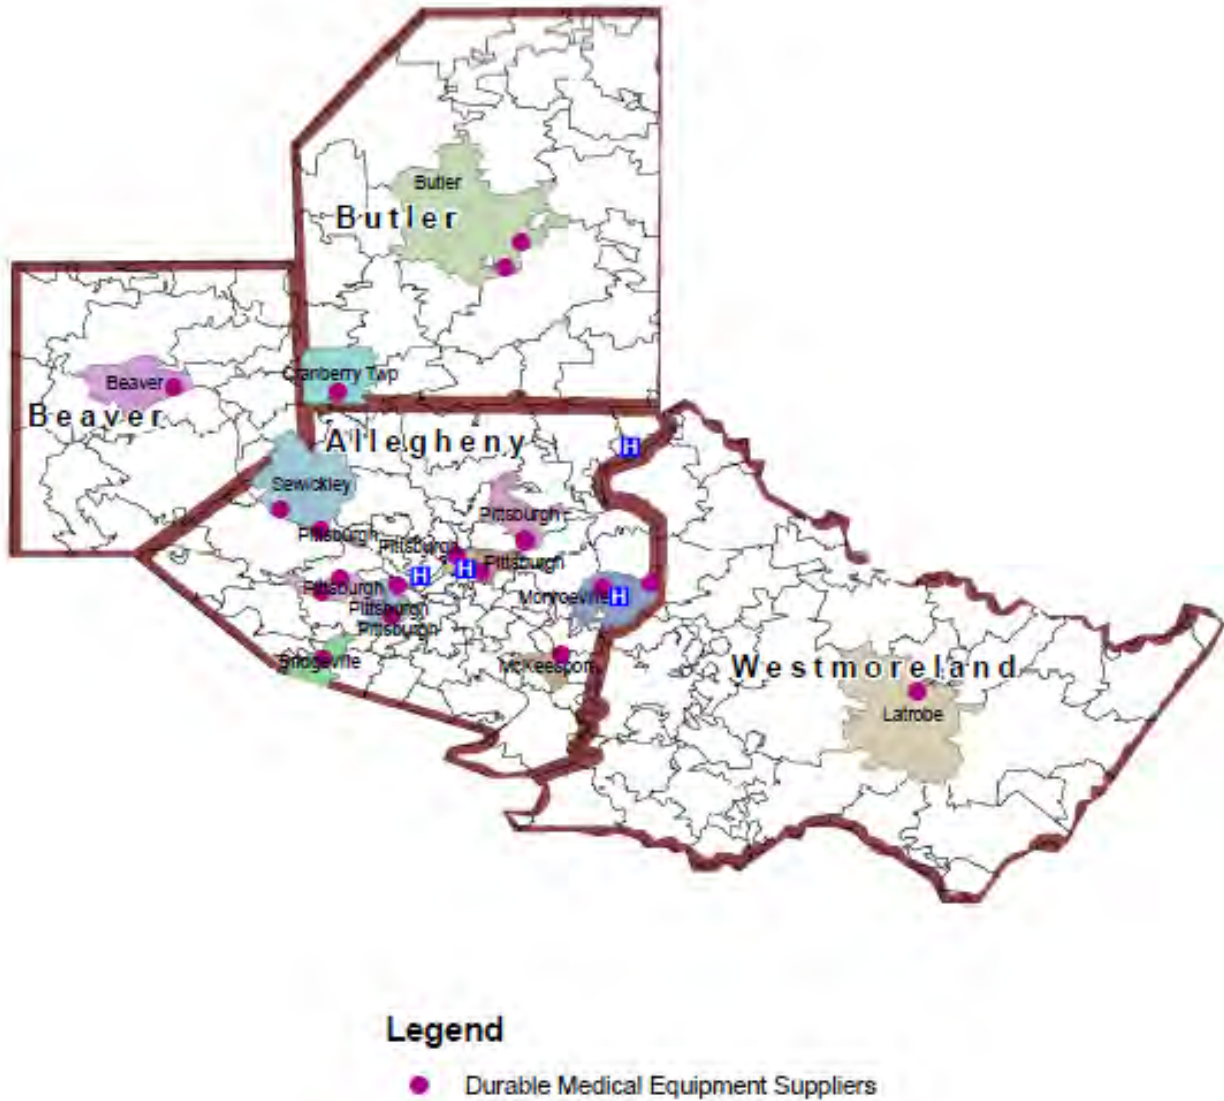 Butler
Butler
Cranberry Twp
Beaver
Beaver
Allegheny
H
Sewickley
Pittsburgh
Pittsburgh
Pittsburgh
Pittsburgh
H
H
Pittsburgh
Monroeville
H
Pittsburgh
Pittsburgh
Bridgeville
McKeesport
Westmoreland
Latrobe
Legend
Durable Medical Equipment Suppliers